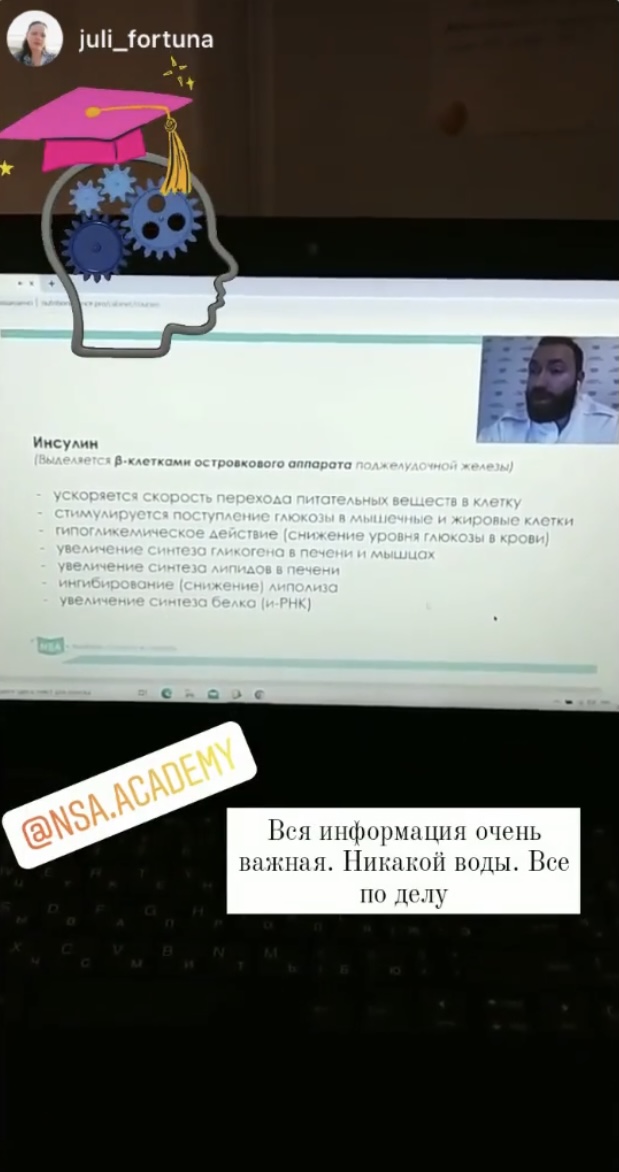 juli_fortuna
Инсулин
(Выделяется β-клетками островкового аппарата поджелудочной железы)
- ускоряется скорость перехода питательных веществ в клетку
- стимулируется поступление глюкозы в мышечные и жировые клетки
- гипогликемическое действие (снижение уровня глюкозы в крови)
- увеличение синтеза гликогена в печени и мышцах
- увеличение синтеза липидов в печени
- ингибирование (снижение) липолиза
- увеличение синтеза белка (и-РНК)
NSA
@NSA.ACADEMY
Вся информация очень
важная. Никакой воды. Все
по делу